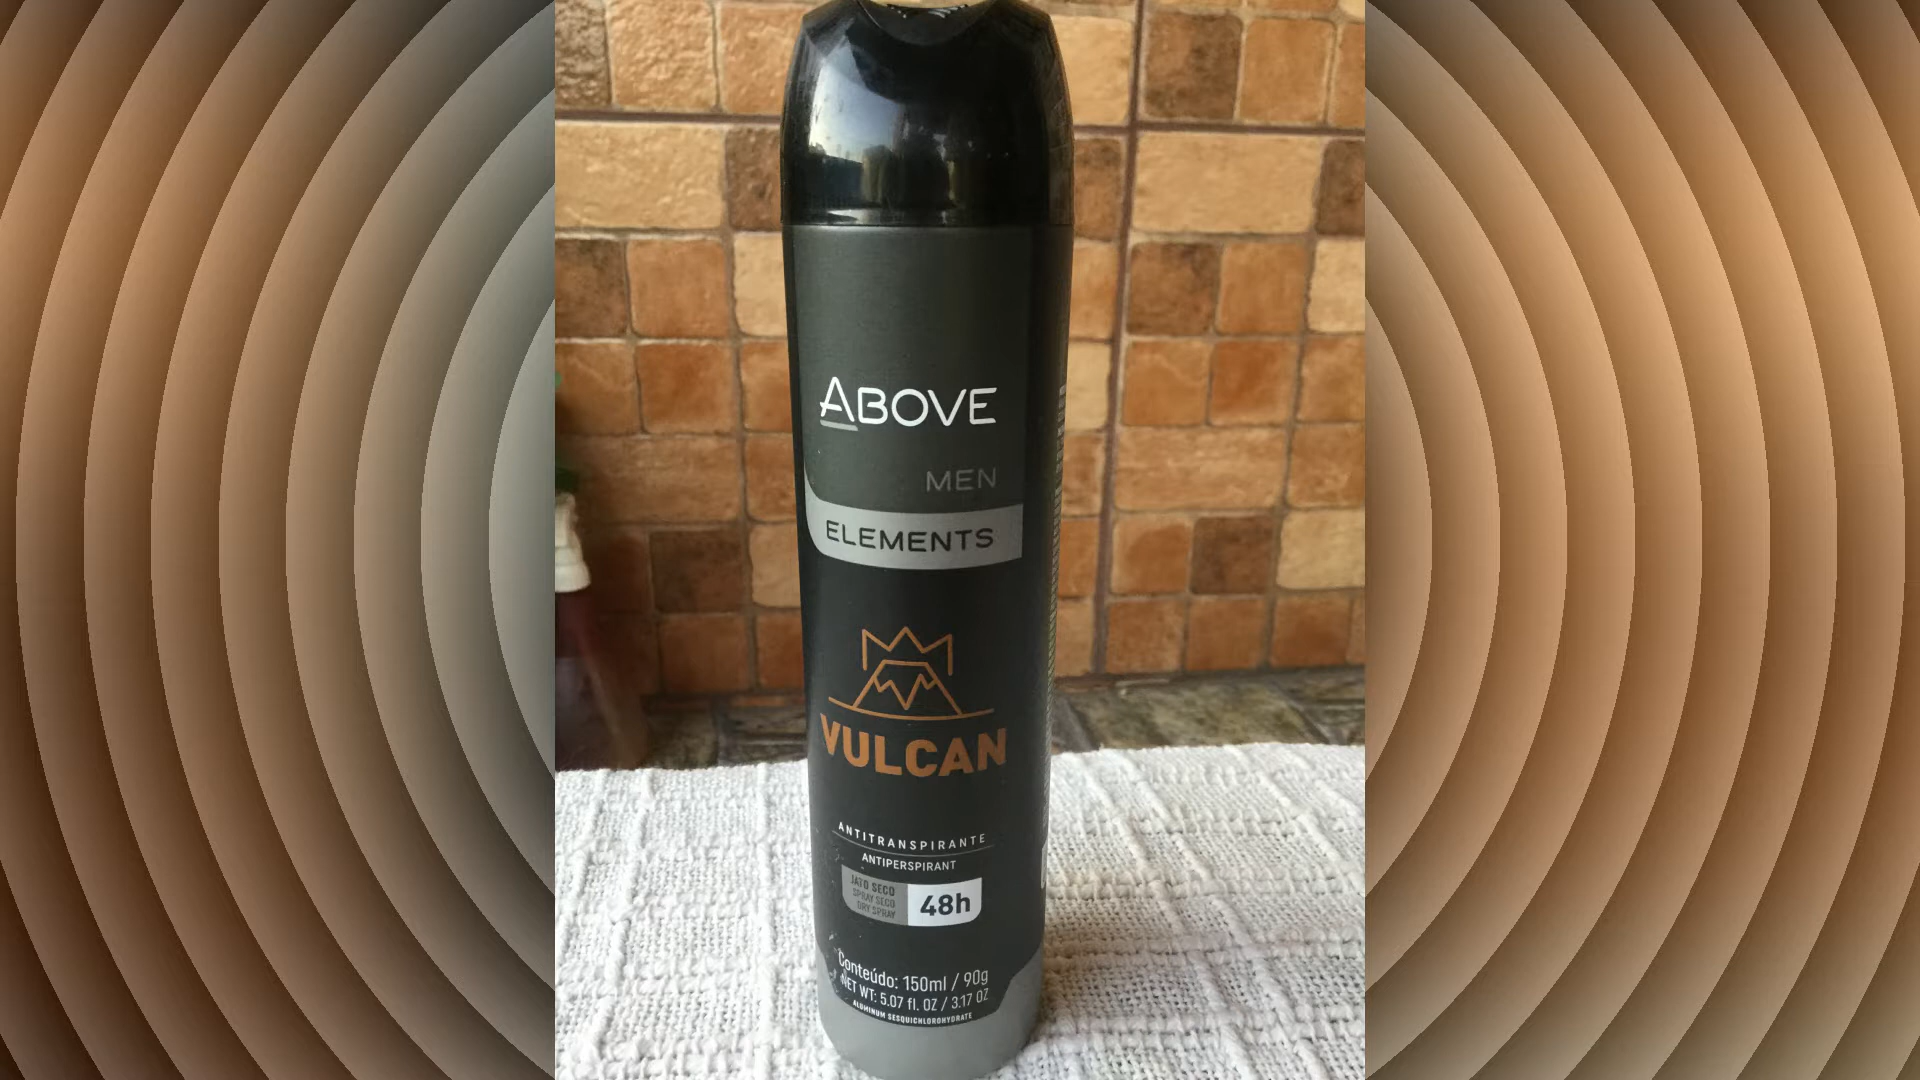 ABOVE
MEN
ELEMENTS
VULCAN
ANTITRANSPIRANTE
ANTIPERSPIRANT
JATO SECO
SPRAY SECO
DRY SPRAY
48h
Conteúdo: 150ml / 90g
NET WT: 5.07 fl. OZ / 3.17 OZ
ALUMINUM SESQUICHLOROHYDRATE